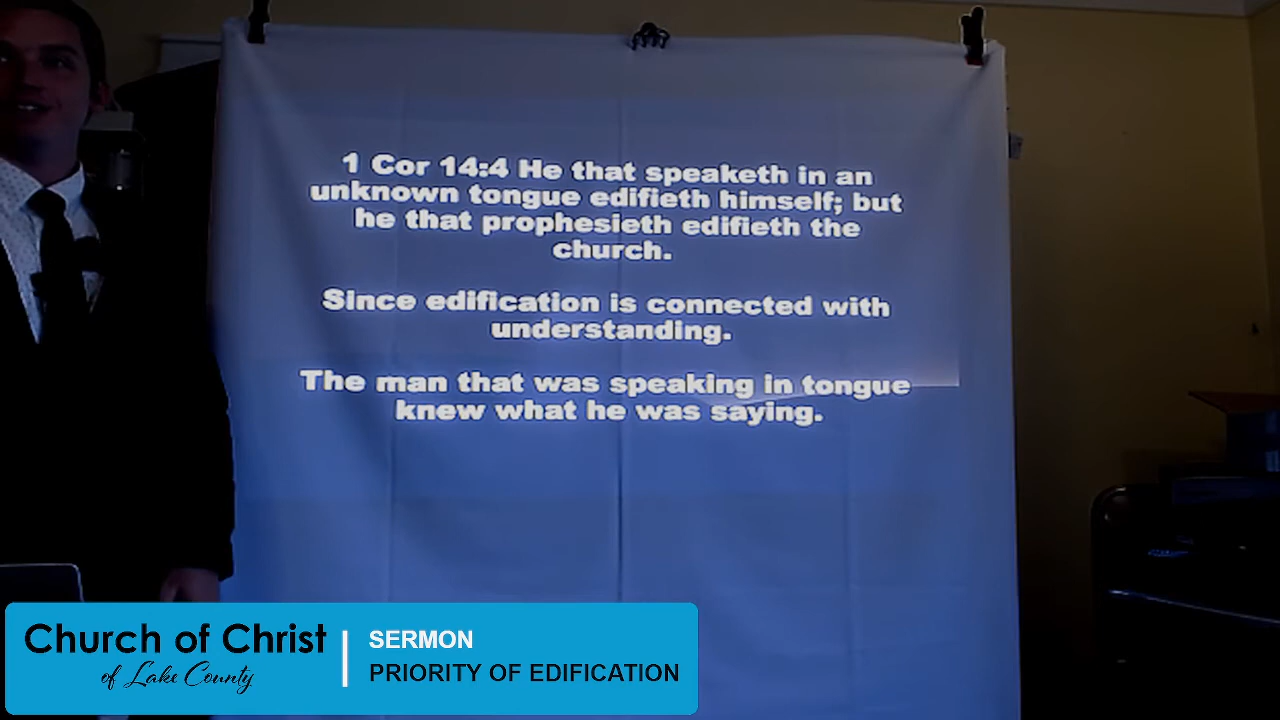 1 Cor 14:4 He that speaketh in an
unknown tongue edifieth himself; but
he that prophesieth edifieth the
church.
Since edification is connected with
understanding.
The man that was speaking in tongue
knew what he was saying.
Church of Christ
of Lake County
SERMON
PRIORITY OF EDIFICATION